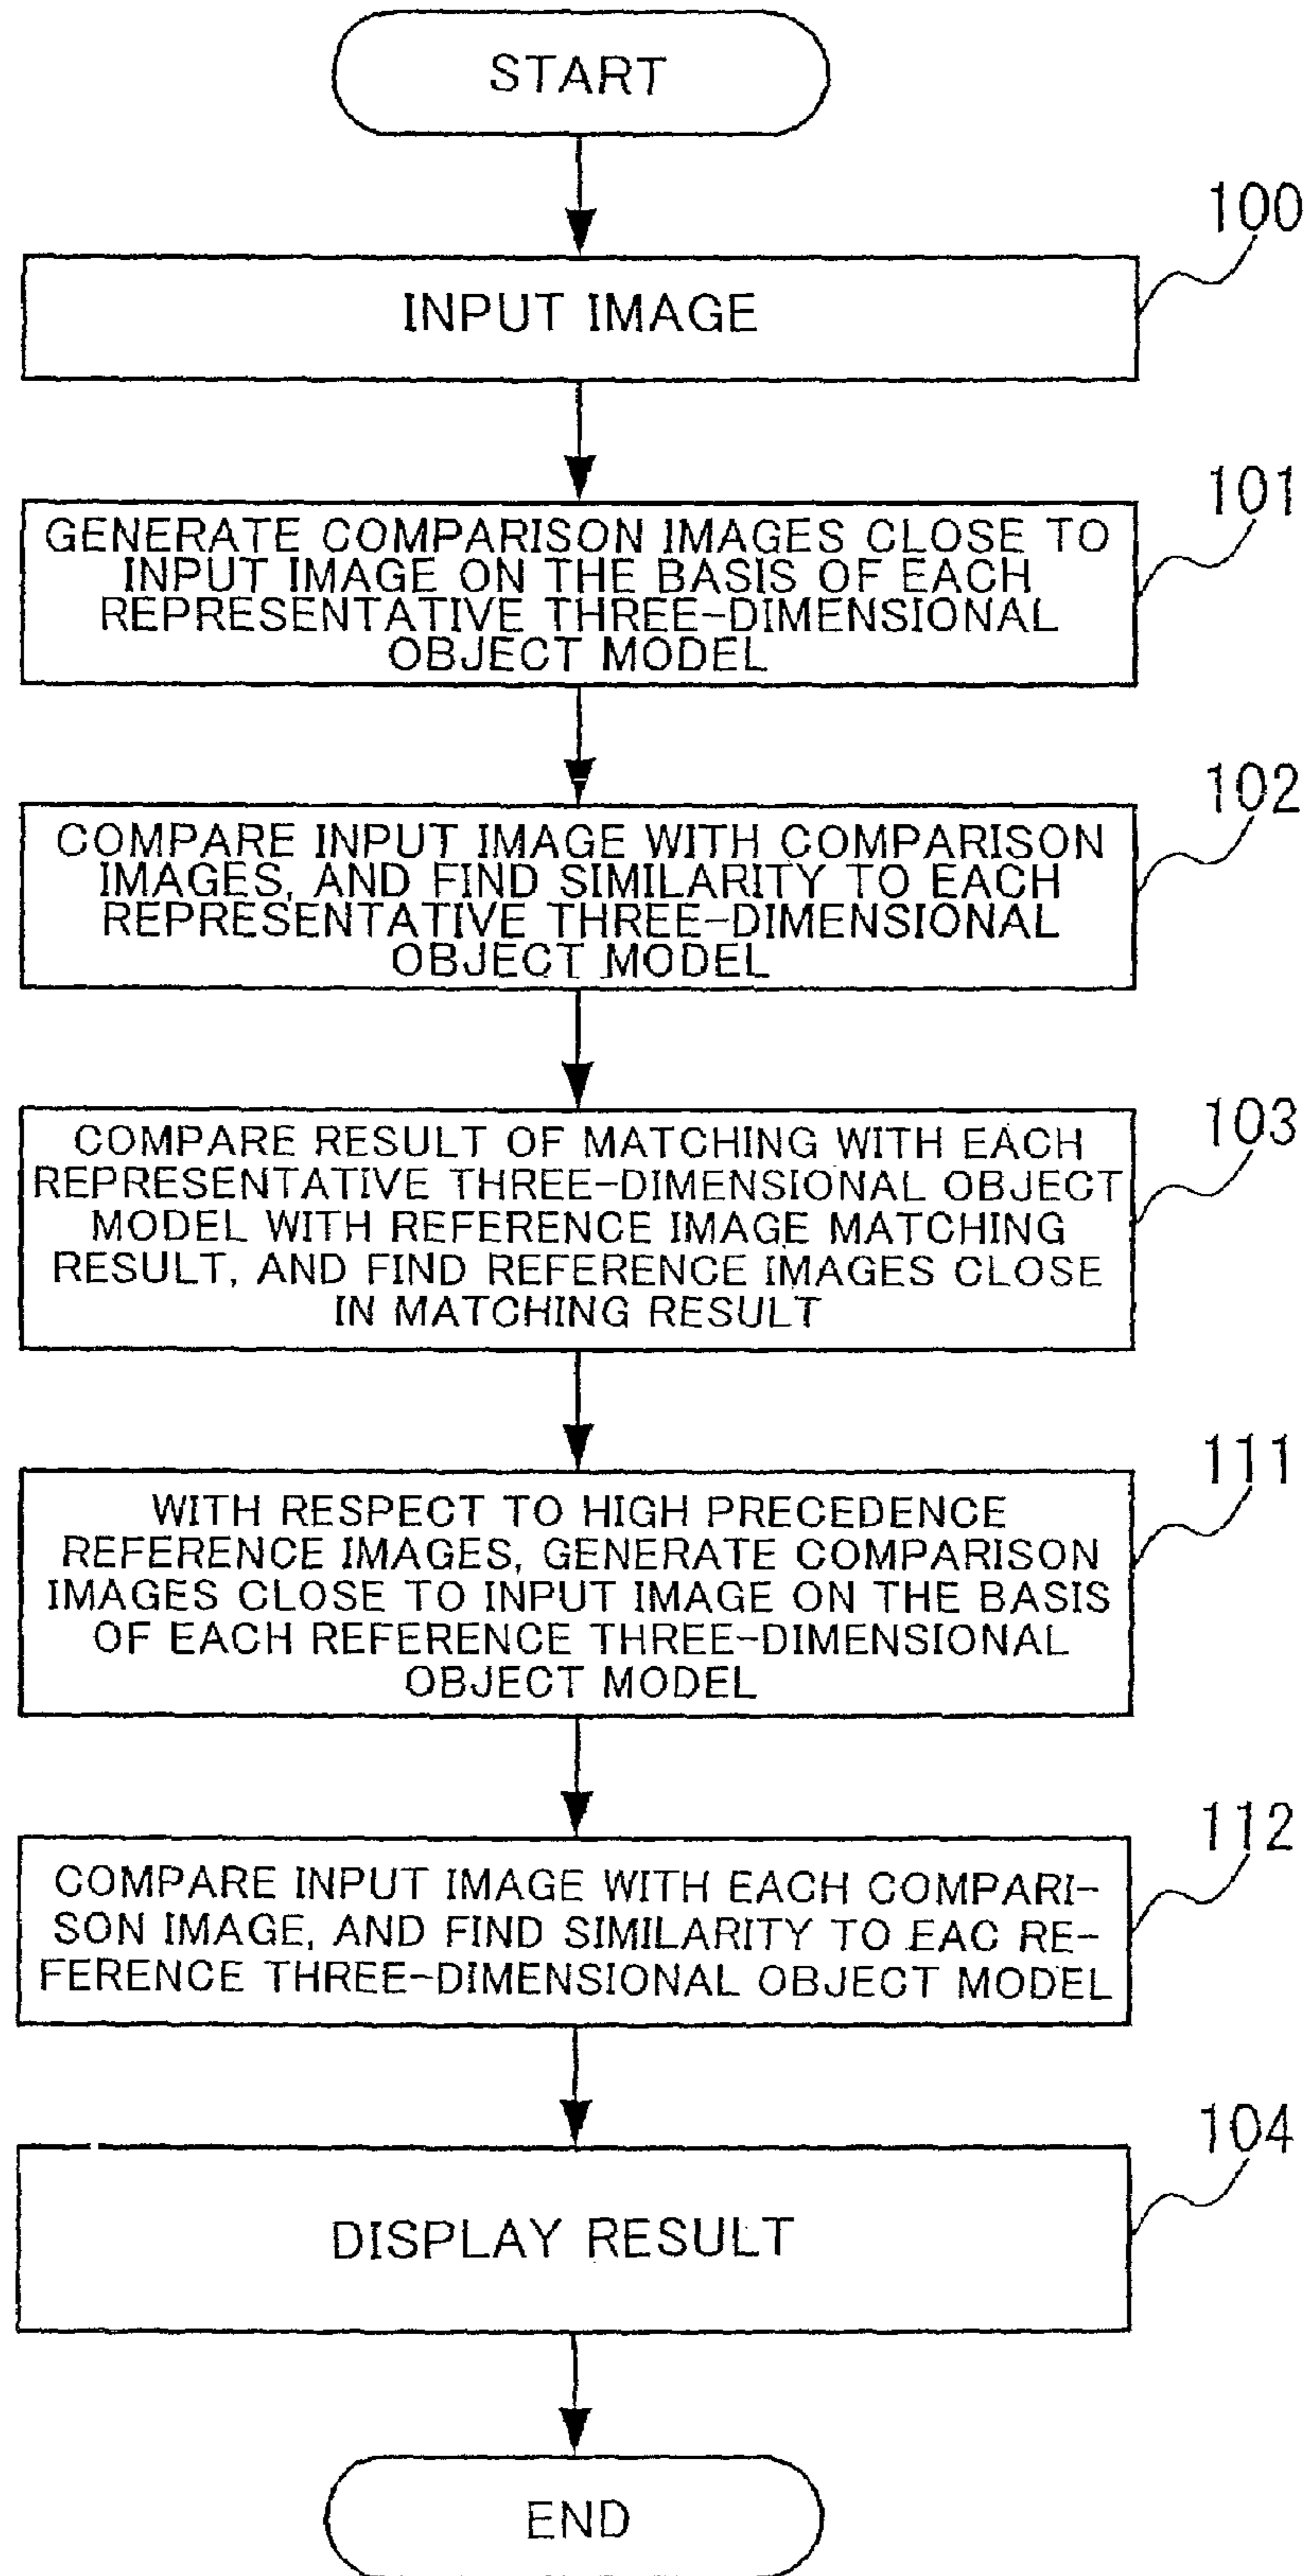 START
100
INPUT IMAGE
101
GENERATE COMPARISON IMAGES CLOSE TO
INPUT IMAGE ON THE BASIS OF EACH
REPRESENTATIVE THREE-DIMENSIONAL
OBJECT MODEL
102
COMPARE INPUT IMAGE WITH COMPARISON
IMAGES, AND FIND SIMILARITY TO EACH
REPRESENTATIVE THREE-DIMENSIONAL
OBJECT MODEL
103
COMPARE RESULT OF MATCHING WITH EACH
REPRESENTATIVE THREE-DIMENSIONAL OBJECT
MODEL WITH REFERENCE IMAGE MATCHING
RESULT, AND FIND REFERENCE IMAGES CLOSE
IN MATCHING RESULT
111
WITH RESPECT TO HIGH PRECEDENCE
REFERENCE IMAGES, GENERATE COMPARISON
IMAGES CLOSE TO INPUT IMAGE ON THE BASIS
OF EACH REFERENCE THREE-DIMENSIONAL
OBJECT MODEL
112
COMPARE INPUT IMAGE WITH EACH COMPARI-
SON IMAGE, AND FIND SIMILARITY TO EAC RE-
FERENCE THREE-DIMENSIONAL OBJECT MODEL
104
DISPLAY RESULT
END